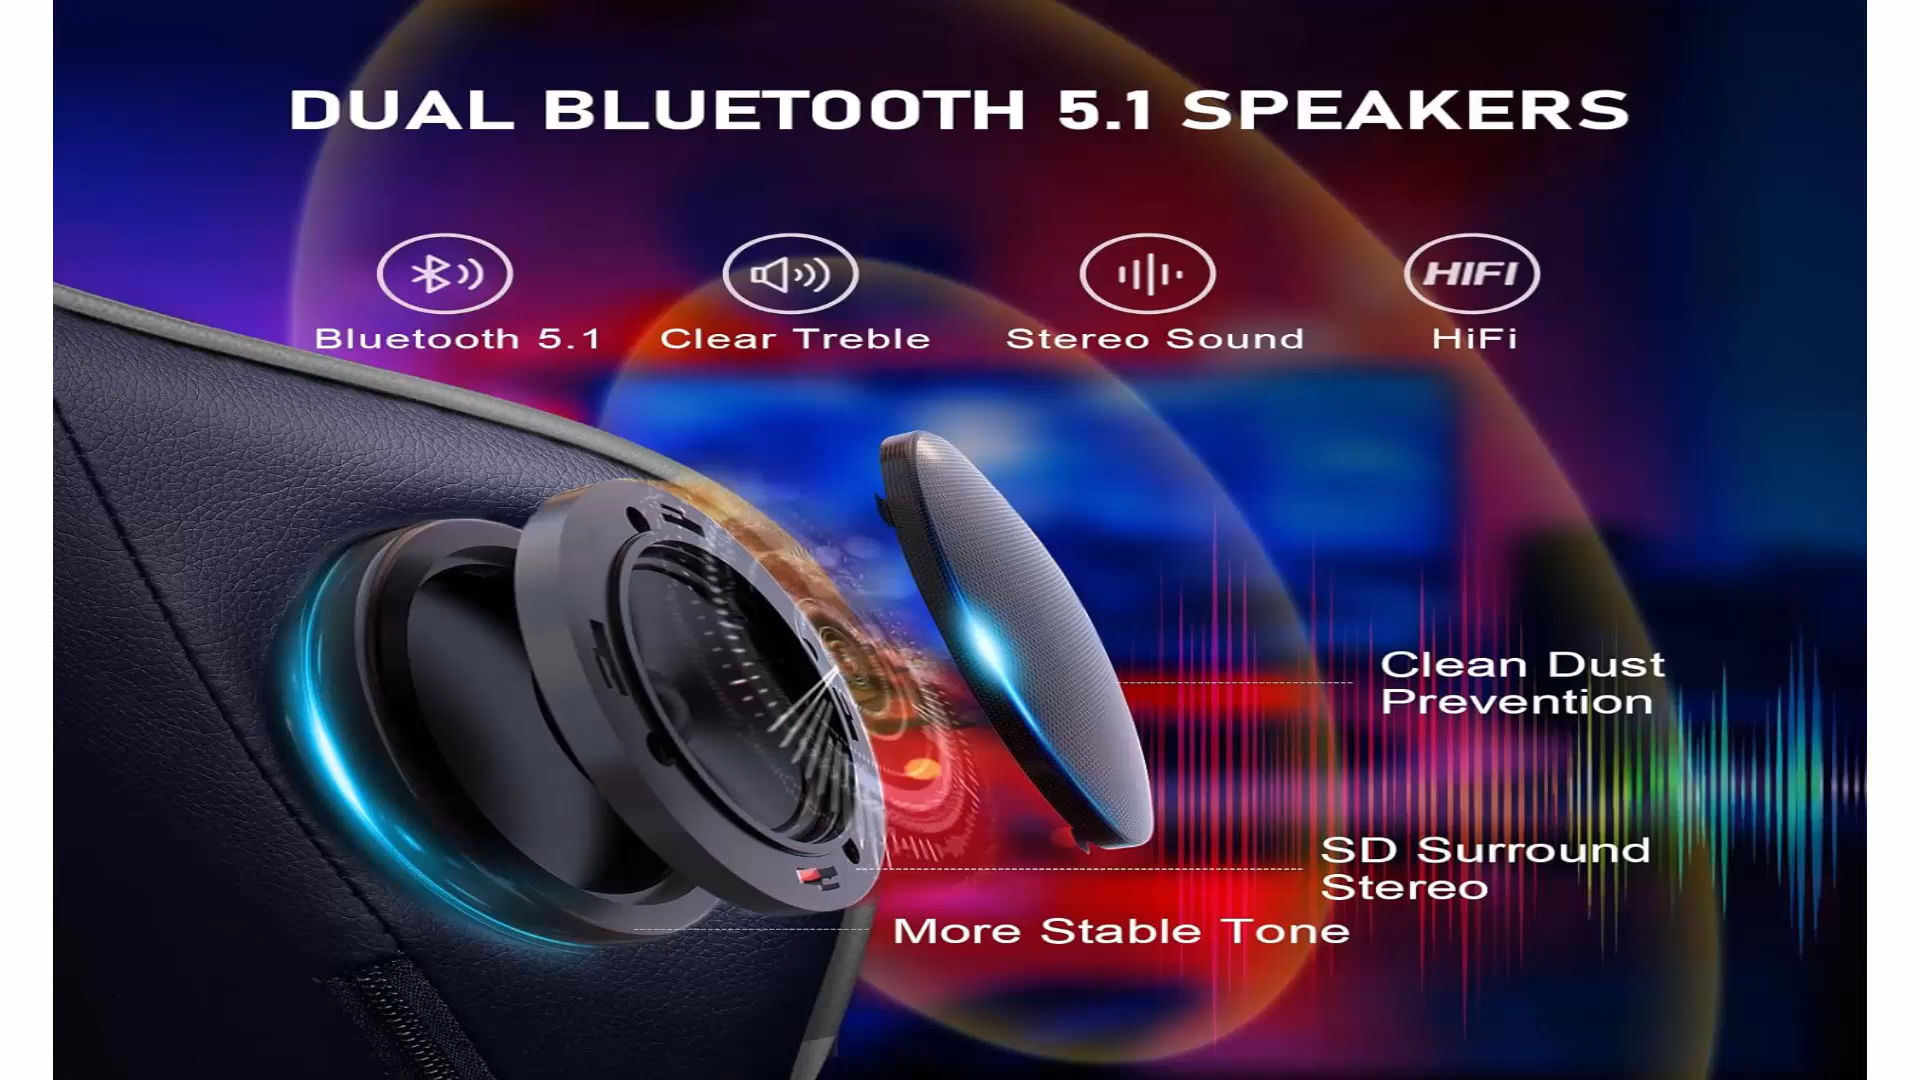 DUAL BLUETOOTH 5.1 SPEAKERS
HIFI
Bluetooth 5.1
Clear Treble
Stereo Sound
HiFi
Clean Dust
Prevention
SD Surround
Stereo
More Stable Tone